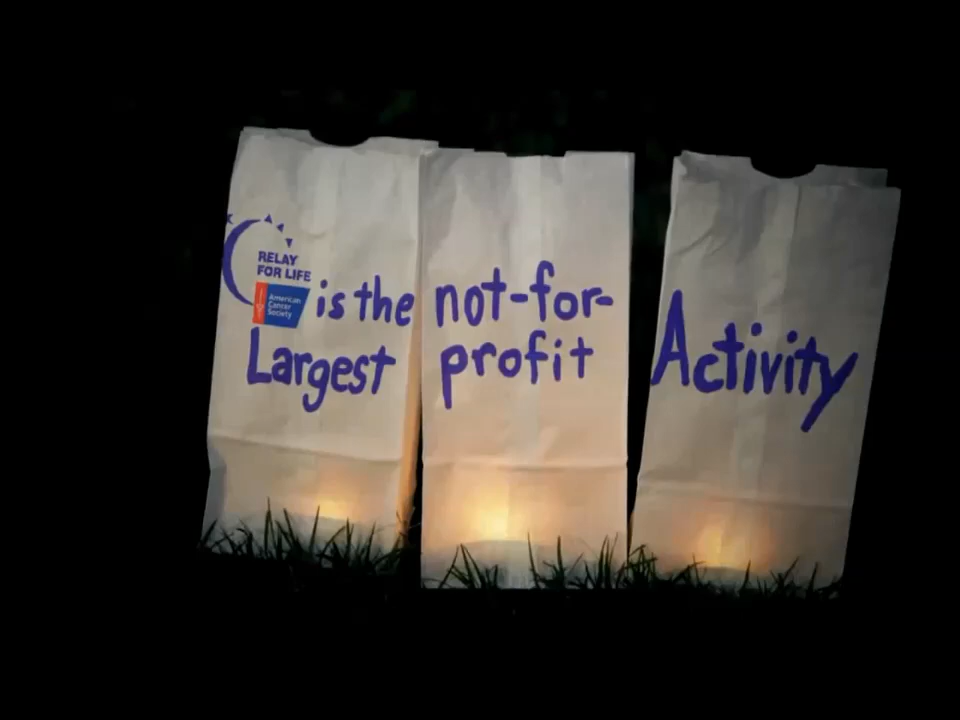 RELAY
FOR LIFE
American
Cancer
Society
is the
Largest
not-for-
profit
Activity